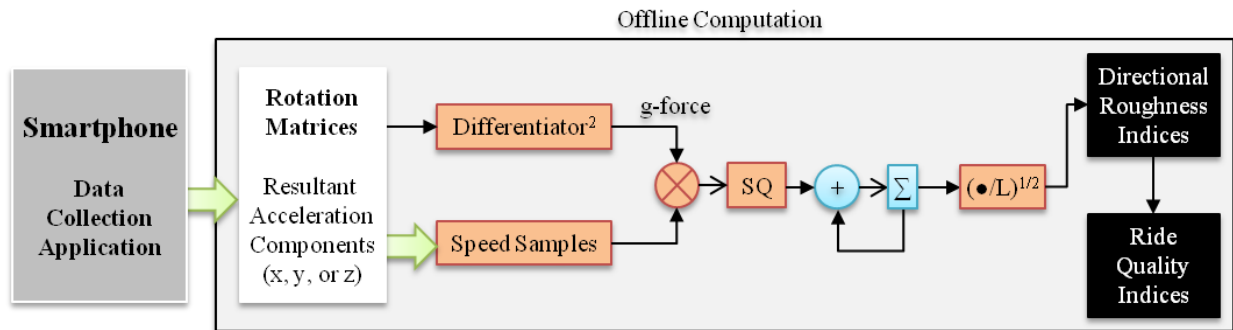 Offline Computation
Smartphone
Data
Collection
Application
Rotation
Matrices
Resultant
Acceleration
Components
(x, y, or z)
Differentiator²
Speed Samples
g-force
SQ
+
∑
(●/L)¹/²
Directional
Roughness
Indices
Ride
Quality
Indices